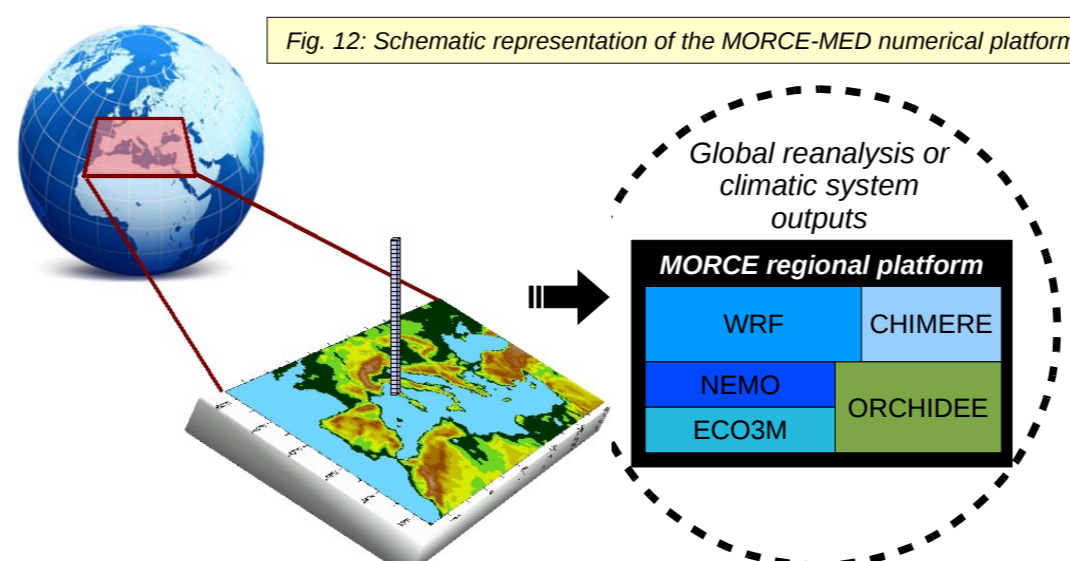 Fig. 12: Schematic representation of the MORCE-MED numerical platform
Global reanalysis or
climatic system
outputs
MORCE regional platform
WRF
CHIMERE
NEMO
ORCHIDEE
ECO3M